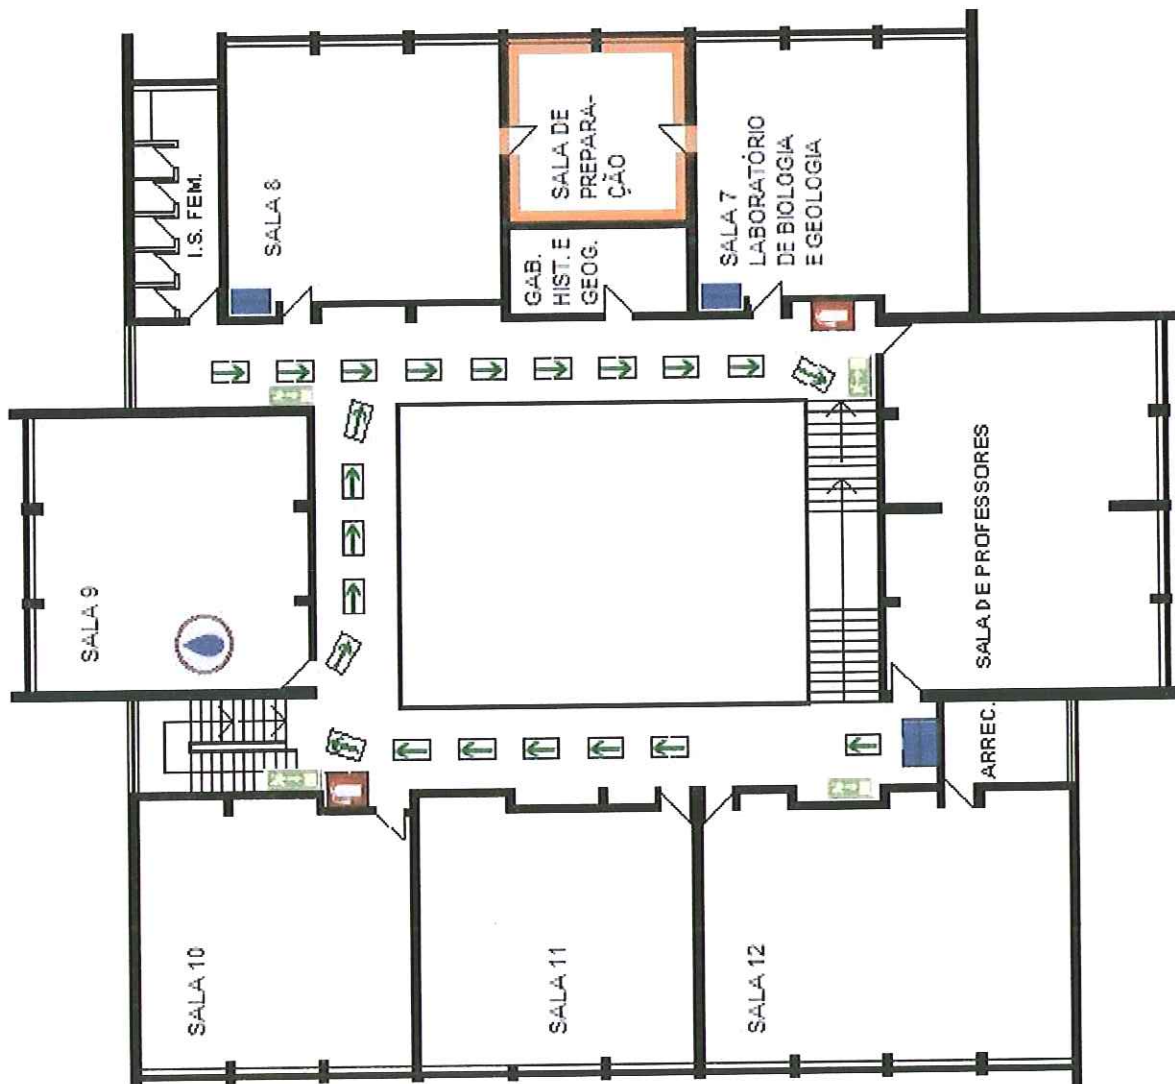 I.S. FEM.
SALA 8
SALA DE
PREPARA-
ÇÃO
GAB.
HIST. E
GEOG.
SALA 7
LABORATÓRIO
DE BIOLOGIA
E GEOLOGIA
SALA 9
SALA DE PROFESSORES
ARREC.
SALA 10
SALA 11
SALA 12